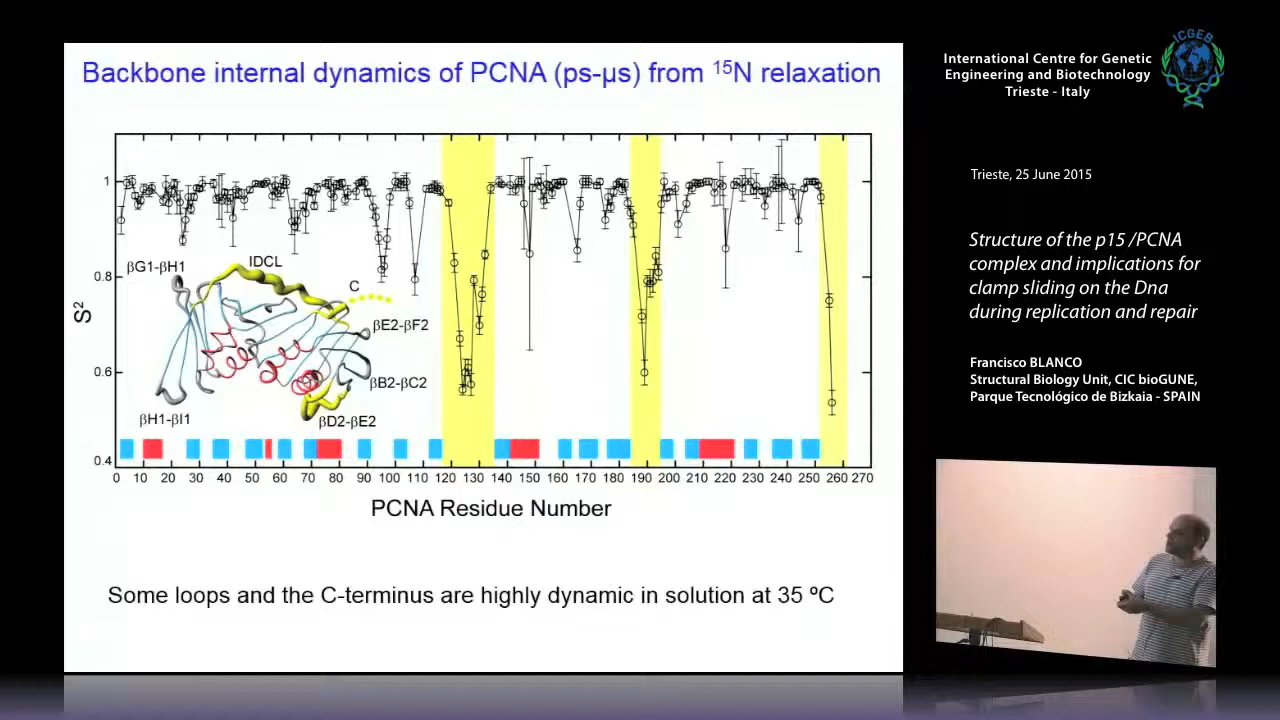 Backbone internal dynamics of PCNA (ps-µs) from ¹⁵N relaxation
S²
1
0.8
0.6
0.4
βG1-βH1
IDCL
C
βE2-βF2
βB2-βC2
βH1-βI1
βD2-βE2
0 10 20 30 40 50 60 70 80 90 100 110 120 130 140 150 160 170 180 190 200 210 220 230 240 250 260 270
PCNA Residue Number
Some loops and the C-terminus are highly dynamic in solution at 35 ºC
ICGEB
International Centre for Genetic
Engineering and Biotechnology
Trieste - Italy
Trieste, 25 June 2015
Structure of the p15 /PCNA
complex and implications for
clamp sliding on the Dna
during replication and repair
Francisco BLANCO
Structural Biology Unit, CIC bioGUNE,
Parque Tecnológico de Bizkaia - SPAIN